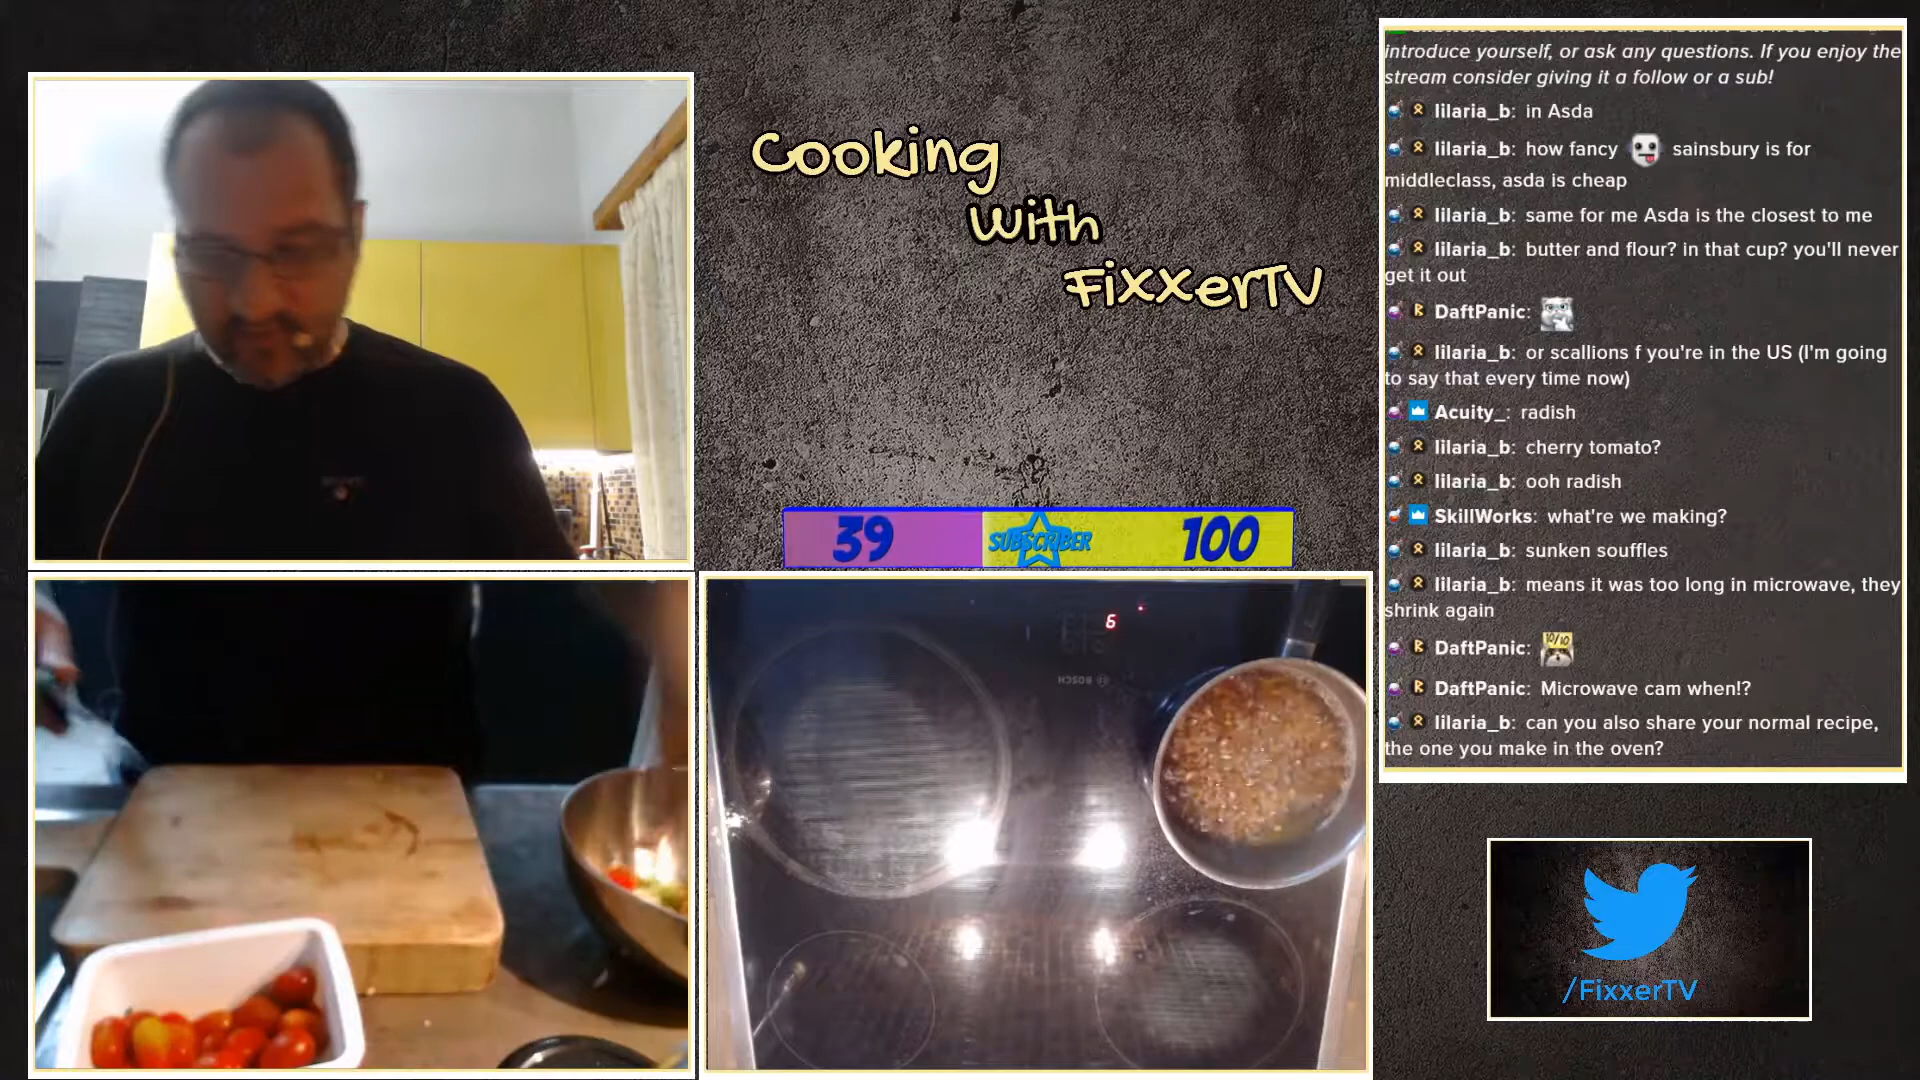 Cooking
With
FixxerTV
39 SUBSCRIBER 100
6
BOSCH
introduce yourself, or ask any questions. If you enjoy the
stream consider giving it a follow or a sub!
lilaria_b: in Asda
lilaria_b: how fancy sainsbury is for
middleclass, asda is cheap
lilaria_b: same for me Asda is the closest to me
lilaria_b: butter and flour? in that cup? you'll never
get it out
DaftPanic:
lilaria_b: or scallions f you're in the US (I'm going
to say that every time now)
Acuity_: radish
lilaria_b: cherry tomato?
lilaria_b: ooh radish
SkillWorks: what're we making?
lilaria_b: sunken souffles
lilaria_b: means it was too long in microwave, they
shrink again
DaftPanic: 10/10
DaftPanic: Microwave cam when!?
lilaria_b: can you also share your normal recipe,
the one you make in the oven?
/FixxerTV